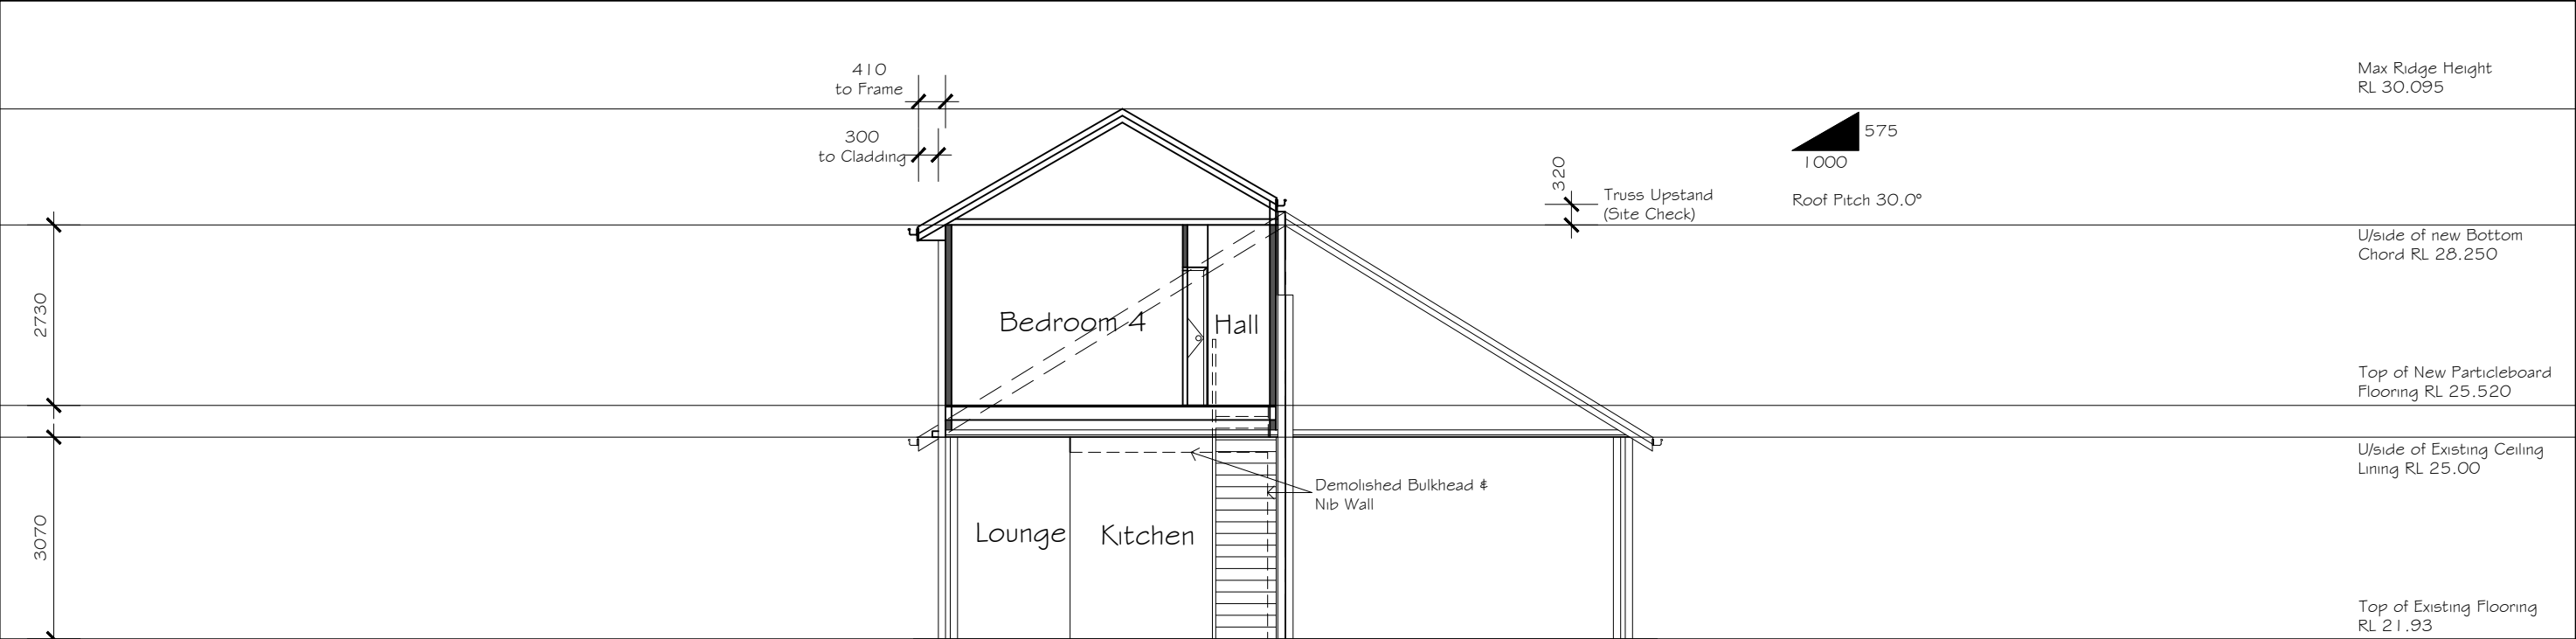 410
to Frame
Max Ridge Height
RL 30.095
300
to Cladding
575
1000
320
Truss Upstand
(Site Check)
Roof Pitch 30.0°
U/side of new Bottom
Chord RL 28.250
2730
Bedroom 4
Hall
Top of New Particleboard
Flooring RL 25.520
U/side of Existing Ceiling
Lining RL 25.00
Demolished Bulkhead &
Nib Wall
3070
Lounge
Kitchen
Top of Existing Flooring
RL 21.93